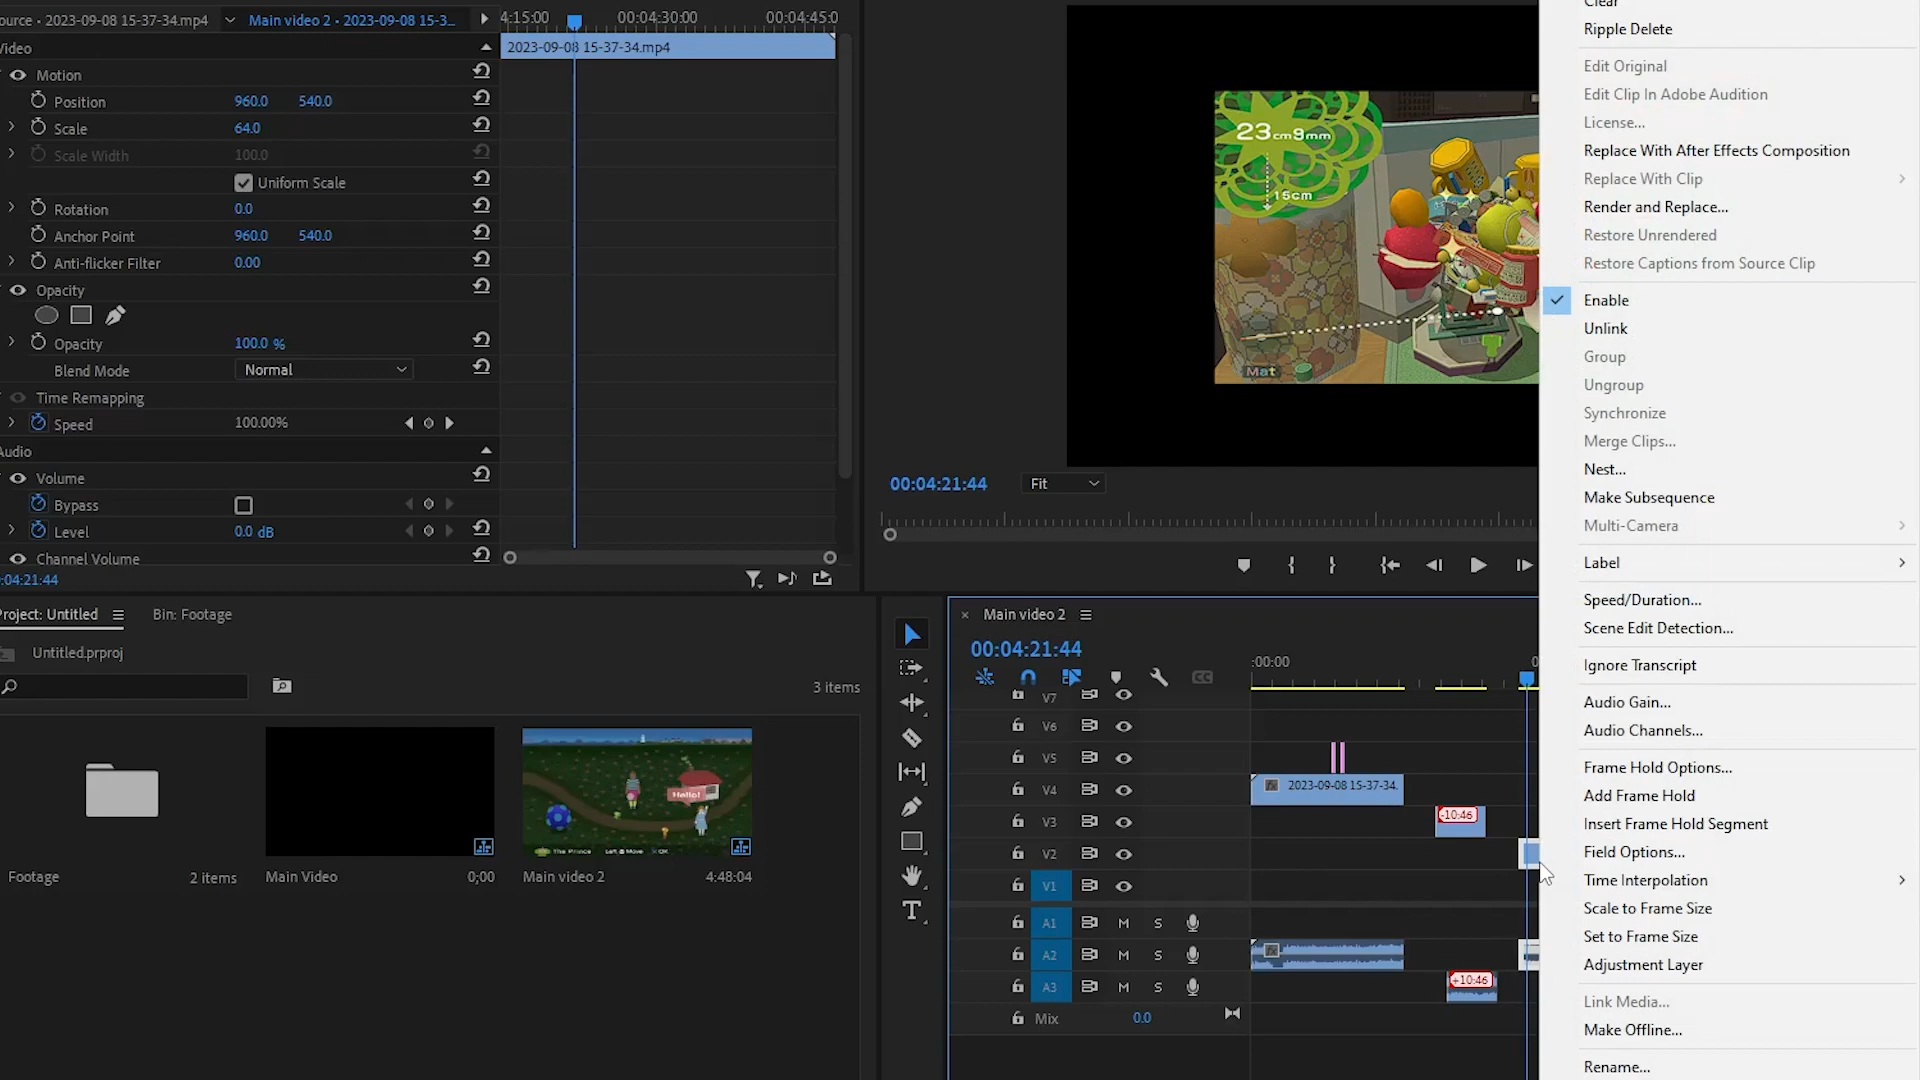 ource • 2023-09-08 15-37-34.mp4
Main video 2 • 2023-09-08 15-3...
4:15:00
00:04:30:00
00:04:45:0
Video
2023-09-08 15-37-34.mp4
Motion
Position 960.0 540.0
Scale 64.0
Scale Width 100.0
Uniform Scale
Rotation 0.0
Anchor Point 960.0 540.0
Anti-flicker Filter 0.00
Opacity
Opacity 100.0 %
Blend Mode Normal
Time Remapping
Speed 100.00%
Audio
Volume
Bypass
Level 0.0 dB
Channel Volume
:04:21:44
23cm9mm
15cm
Mat
00:04:21:44 Fit
Project: Untitled
Bin: Footage
Untitled.prproj
3 items
Hello!
The Prince Left Move OK
Footage 2 items
Main Video 0;00
Main video 2 4:48:04
Main video 2
00:04:21:44
:00:00
0
CC
V7
V6
V5
V4 2023-09-08 15-37-34.
V3 -10:46
V2
V1
A1 M S
A2 M S
A3 M S +10:46
Mix 0.0
Clear
Ripple Delete
Edit Original
Edit Clip In Adobe Audition
License...
Replace With After Effects Composition
Replace With Clip
Render and Replace...
Restore Unrendered
Restore Captions from Source Clip
Enable
Unlink
Group
Ungroup
Synchronize
Merge Clips...
Nest...
Make Subsequence
Multi-Camera
Label
Speed/Duration...
Scene Edit Detection...
Ignore Transcript
Audio Gain...
Audio Channels...
Frame Hold Options...
Add Frame Hold
Insert Frame Hold Segment
Field Options...
Time Interpolation
Scale to Frame Size
Set to Frame Size
Adjustment Layer
Link Media...
Make Offline...
Rename...